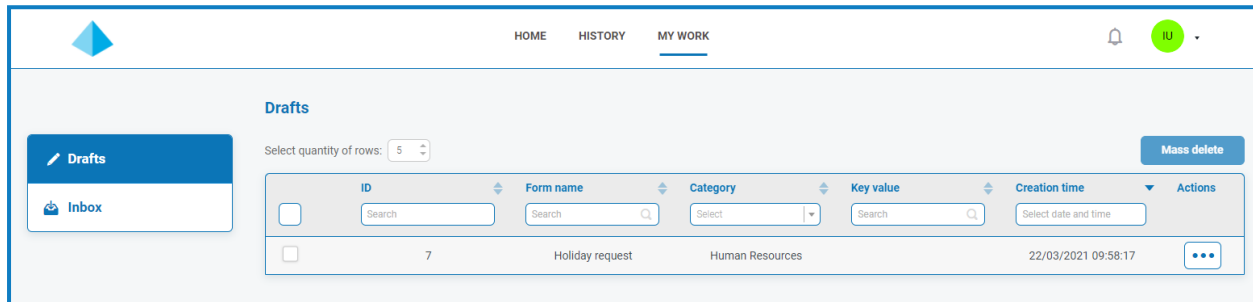 HOME HISTORY MY WORK IU
Drafts
Drafts
Inbox
Select quantity of rows: 5 Mass delete
ID Form name Category Key value Creation time Actions
Search Search Select Search Select date and time
7 Holiday request Human Resources 22/03/2021 09:58:17